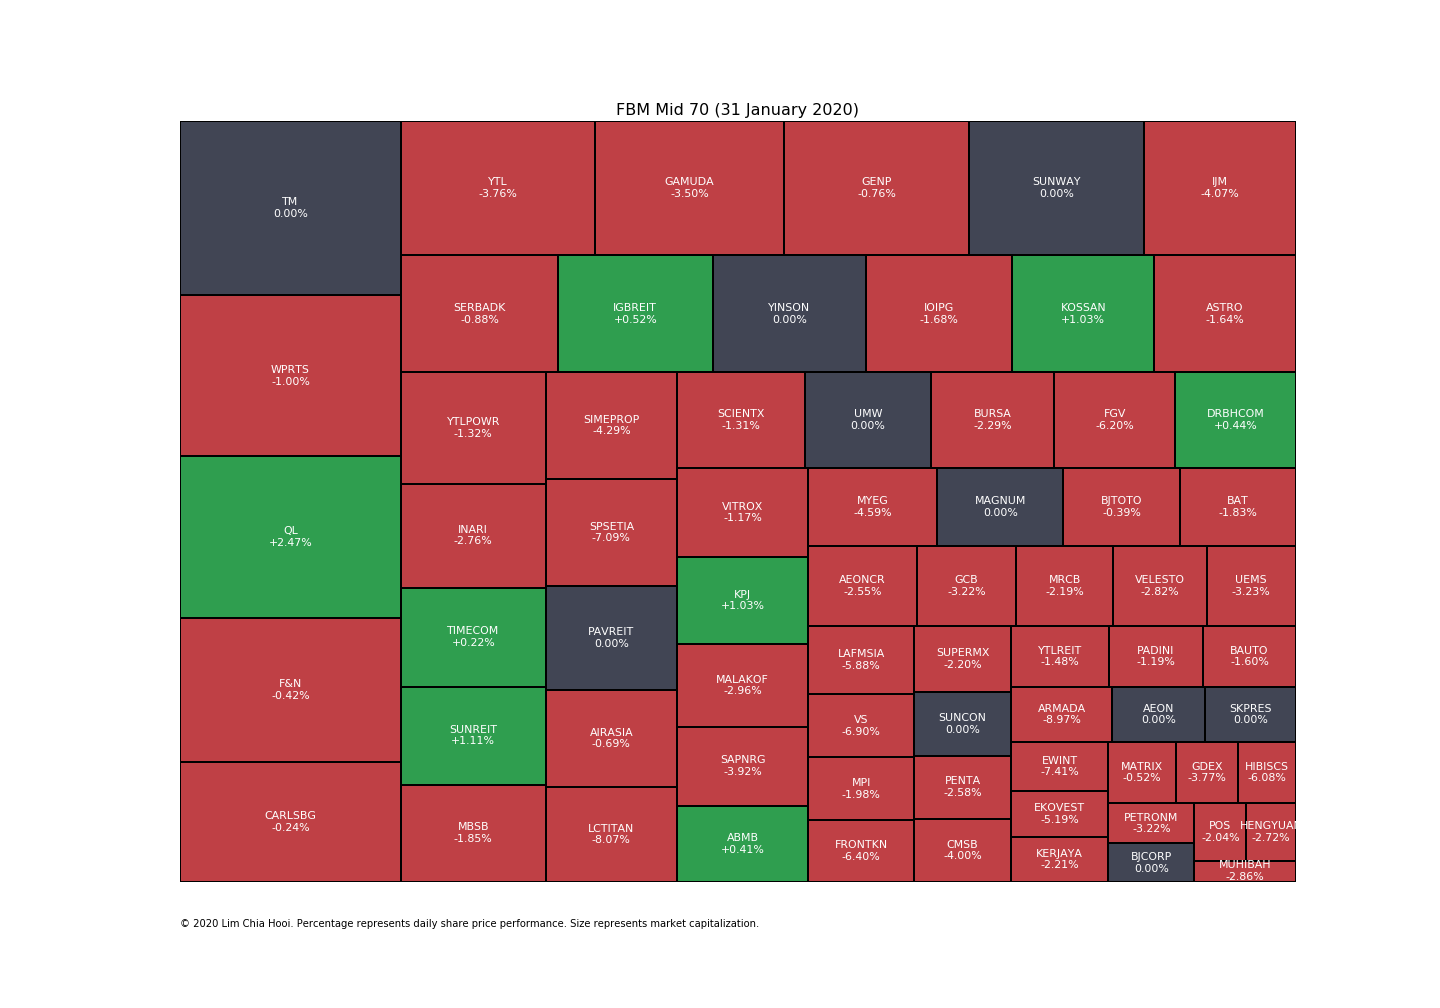 FBM Mid 70 (31 January 2020)
TM
0.00%
WPRTS
-1.00%
QL
+2.47%
F&N
-0.42%
CARLSBG
-0.24%
YTL
-3.76%
GAMUDA
-3.50%
GENP
-0.76%
SUNWAY
0.00%
IJM
-4.07%
SERBADK
-0.88%
IGBREIT
+0.52%
YINSON
0.00%
IOIPG
-1.68%
KOSSAN
+1.03%
ASTRO
-1.64%
YTLPOWR
-1.32%
INARI
-2.76%
TIMECOM
+0.22%
SUNREIT
+1.11%
MBSB
-1.85%
SIMEPROP
-4.29%
SPSETIA
-7.09%
PAVREIT
0.00%
AIRASIA
-0.69%
LCTITAN
-8.07%
SCIENTX
-1.31%
UMW
0.00%
BURSA
-2.29%
FGV
-6.20%
DRBHCOM
+0.44%
VITROX
-1.17%
KPJ
+1.03%
MALAKOF
-2.96%
SAPNRG
-3.92%
ABMB
+0.41%
MYEG
-4.59%
MAGNUM
0.00%
BJTOTO
-0.39%
BAT
-1.83%
AEONCR
-2.55%
GCB
-3.22%
MRCB
-2.19%
VELESTO
-2.82%
UEMS
-3.23%
LAFMSIA
-5.88%
VS
-6.90%
MPI
-1.98%
FRONTKN
-6.40%
SUPERMX
-2.20%
SUNCON
0.00%
PENTA
-2.58%
CMSB
-4.00%
YTLREIT
-1.48%
PADINI
-1.19%
BAUTO
-1.60%
ARMADA
-8.97%
AEON
0.00%
SKPRES
0.00%
EWINT
-7.41%
EKOVEST
-5.19%
KERJAYA
-2.21%
MATRIX
-0.52%
GDEX
-3.77%
HIBISCS
-6.08%
PETRONM
-3.22%
BJCORP
0.00%
POS
-2.04%
HENGYUAN
-2.72%
MUHIBAH
-2.86%
© 2020 Lim Chia Hooi. Percentage represents daily share price performance. Size represents market capitalization.